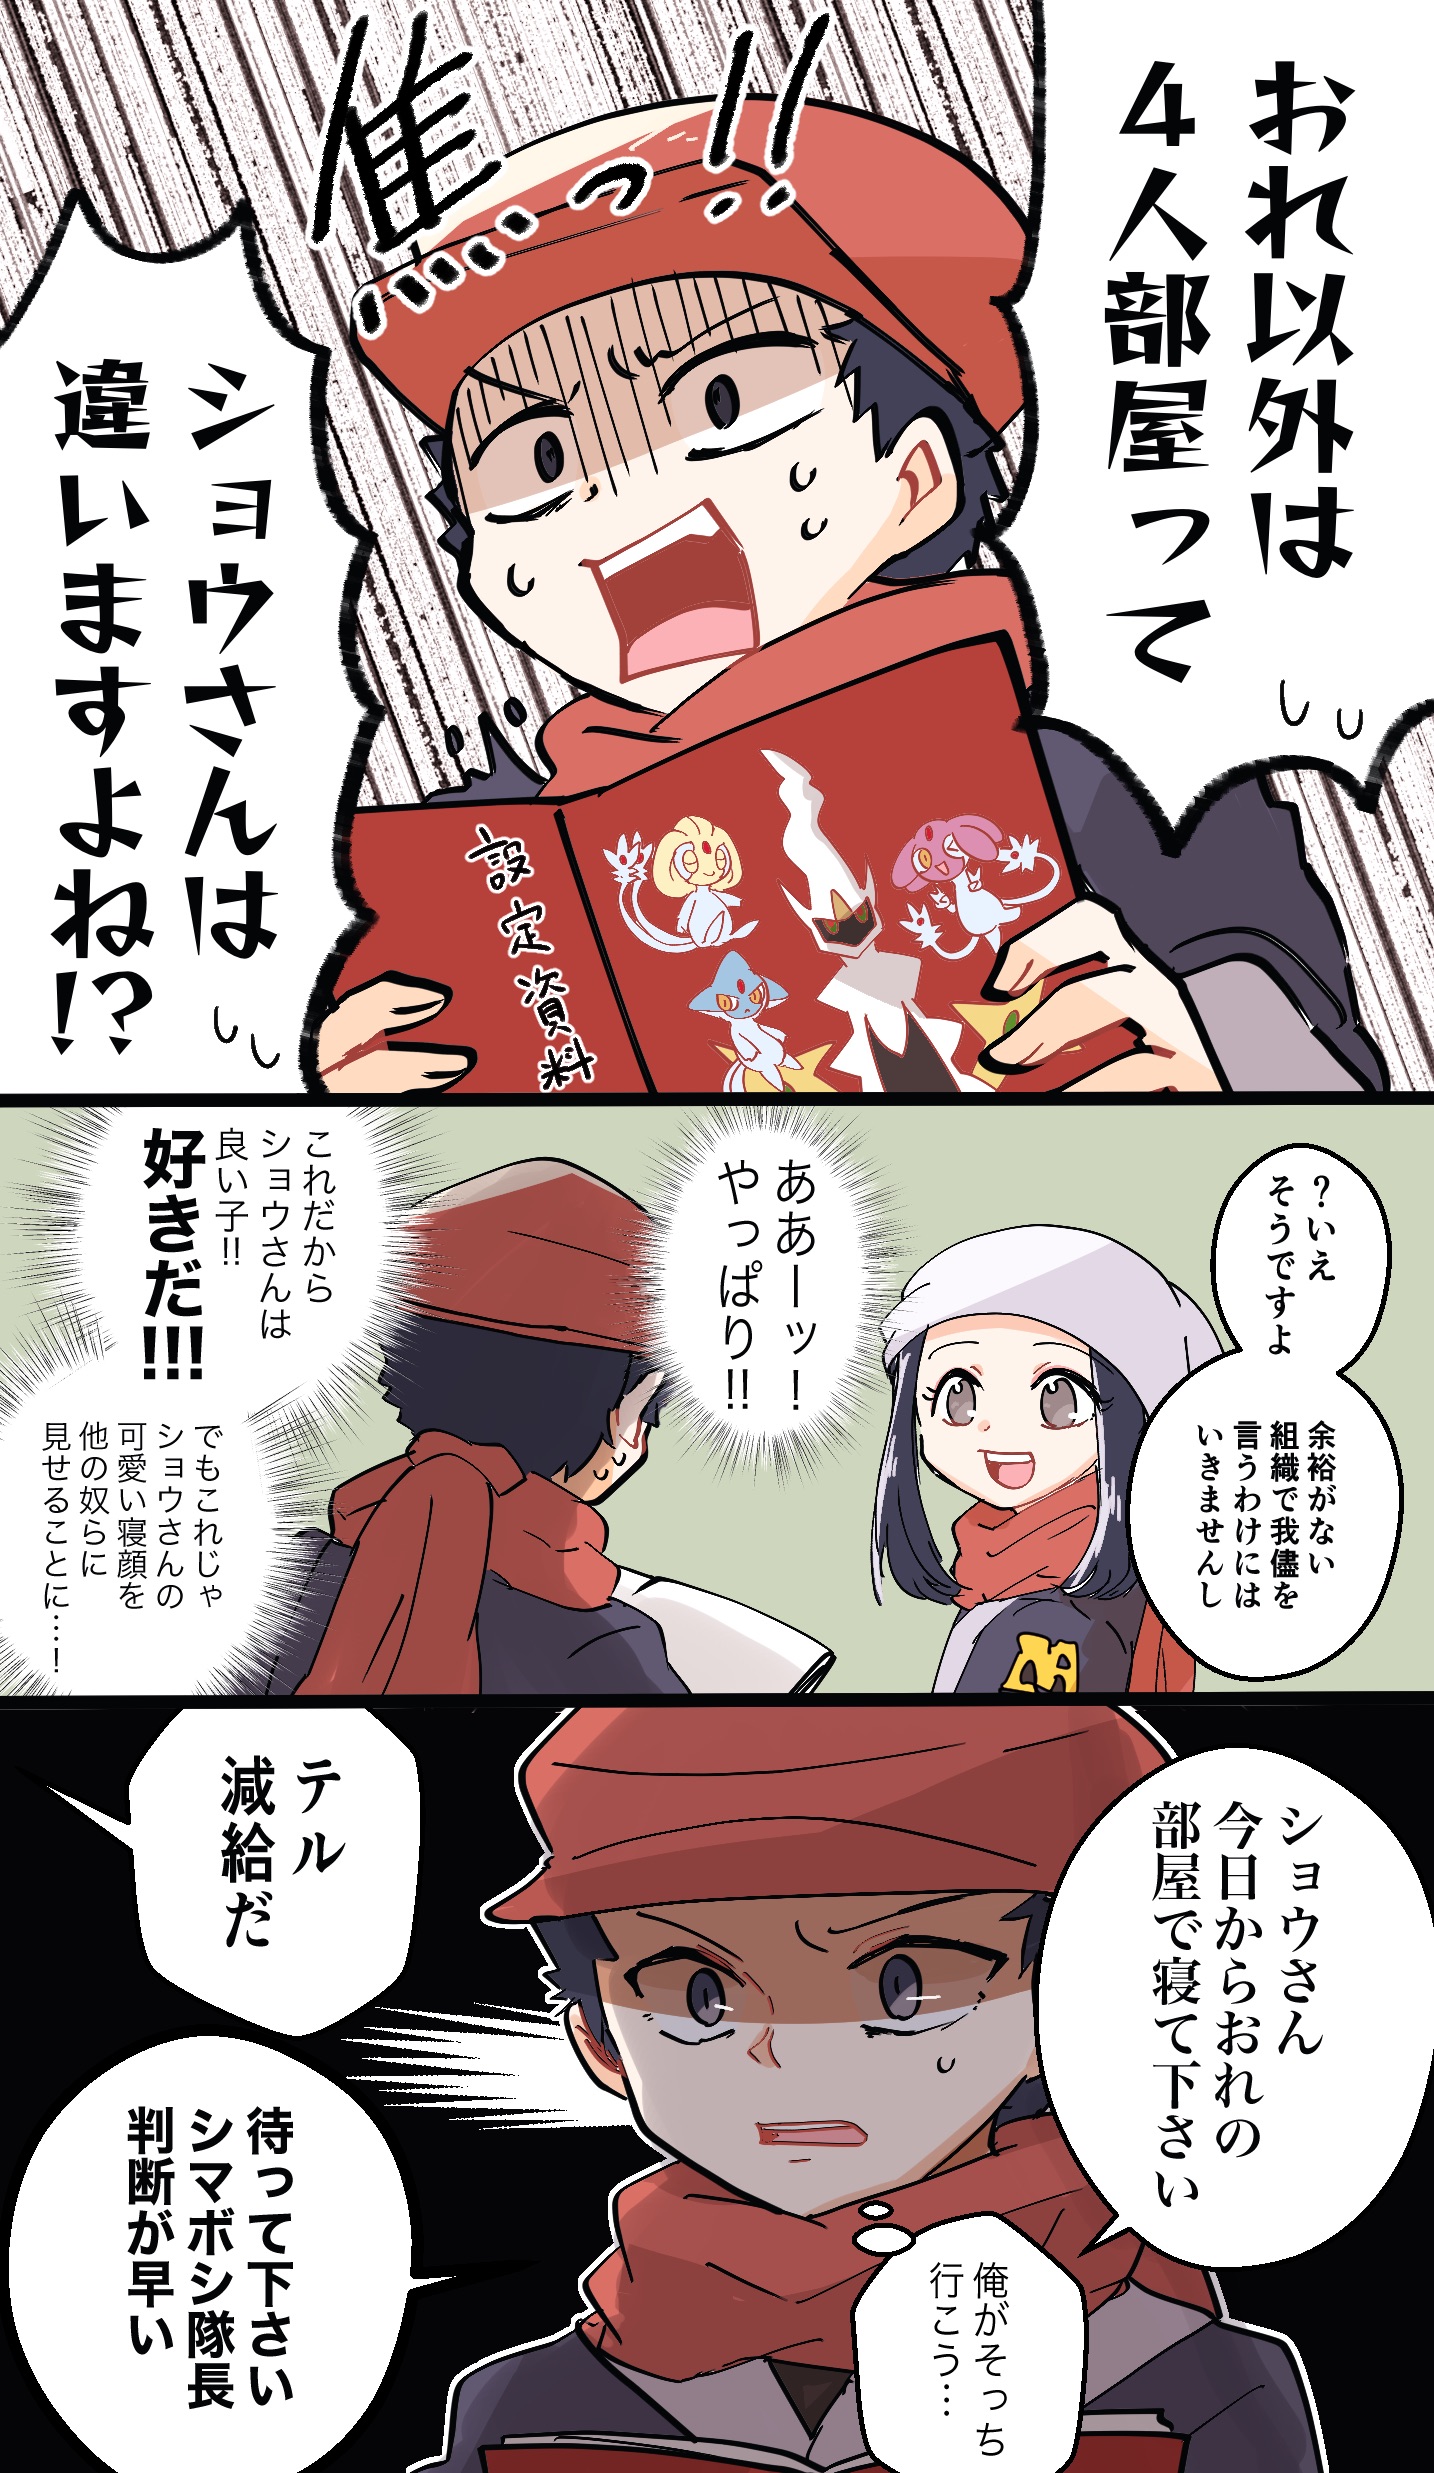 おれ以外は
4人部屋って
焦っ!!
ショウさんは
違いますよね!?
設定資料
?いえ
そうですよ
余裕がない
組織で我儘を
言うわけには
いきませんし
ああーッ!
やっぱり!!
これだから
ショウさんは
良い子!!
好きだ!!!
でもこれじゃ
ショウさんの
可愛い寝顔を
他の奴らに
見せることに…!
ショウさん
今日からおれの
部屋で寝て下さい
俺がそっち
行こう…
テル
減給だ
待って下さい
シマボシ隊長
判断が早い